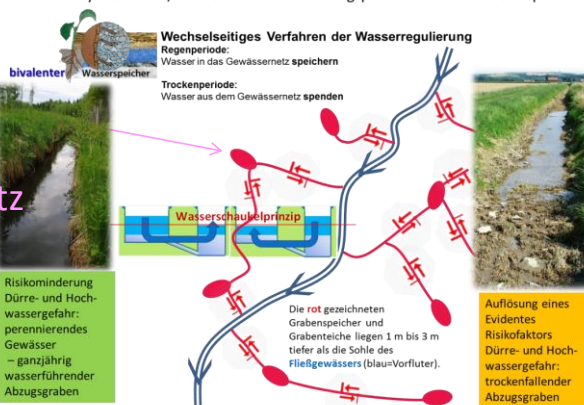 Wechselseitiges Verfahren der Wasserregulierung
Regenperiode:
Wasser in das Gewässernetz speichern
bivalenter Wasserspeicher
Trockenperiode:
Wasser aus dem Gewässernetz spenden
tz
Wasserschaukelprinzip
Risikominderung
Dürre- und Hoch-
wassergefahr:
perennierendes
Gewässer
– ganzjährig
wasserführender
Abzugsgraben
Die rot gezeichneten
Grabenspeicher und
Grabenteiche liegen 1 m bis 3 m
tiefer als die Sohle des
Fließgewässers (blau=Vorfluter).
Auflösung eines
Evidentes
Risikofaktors
Dürre- und Hoch-
wassergefahr:
trockenfallender
Abzugsgraben